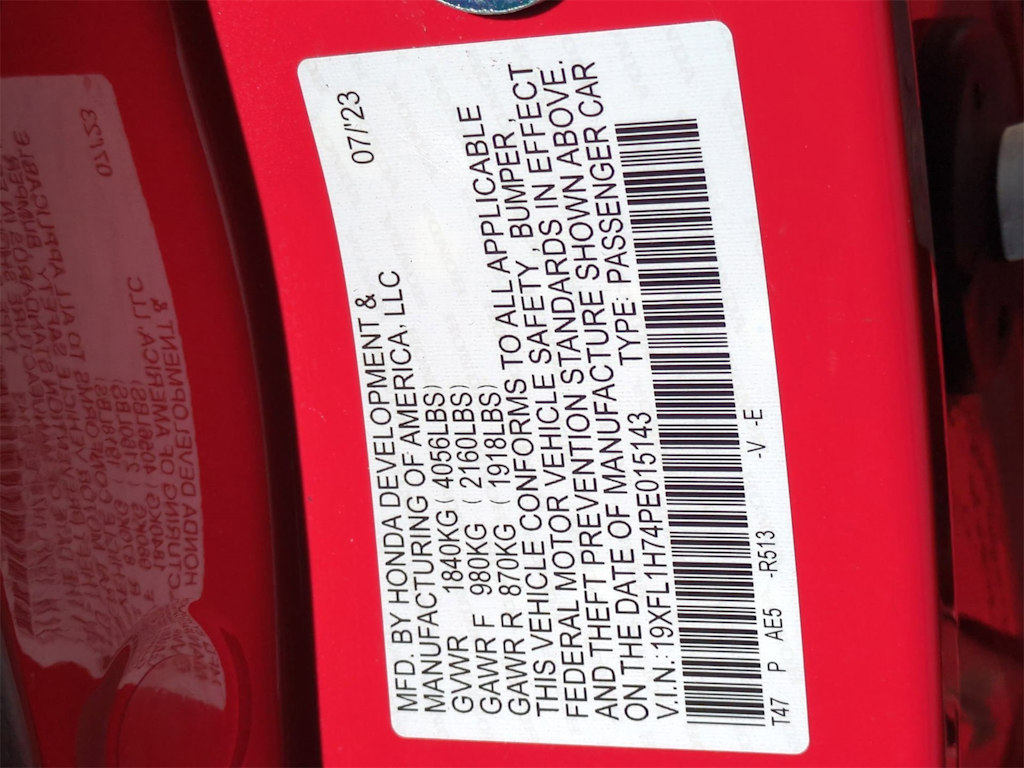 MFD. BY HONDA DEVELOPMENT & 07/'23
MANUFACTURING OF AMERICA, LLC
GVWR 1840KG ( 4056LBS)
GAWR F 980KG ( 2160LBS)
GAWR R 870KG ( 1918LBS)
THIS VEHICLE CONFORMS TO ALL APPLICABLE
FEDERAL MOTOR VEHICLE SAFETY , BUMPER ,
AND THEFT PREVENTION STANDARDS IN EFFECT
ON THE DATE OF MANUFACTURE SHOWN ABOVE.
V.I.N.:19XFL1H74PE015143 TYPE: PASSENGER CAR
T47 P AE5 -R513 -V -E